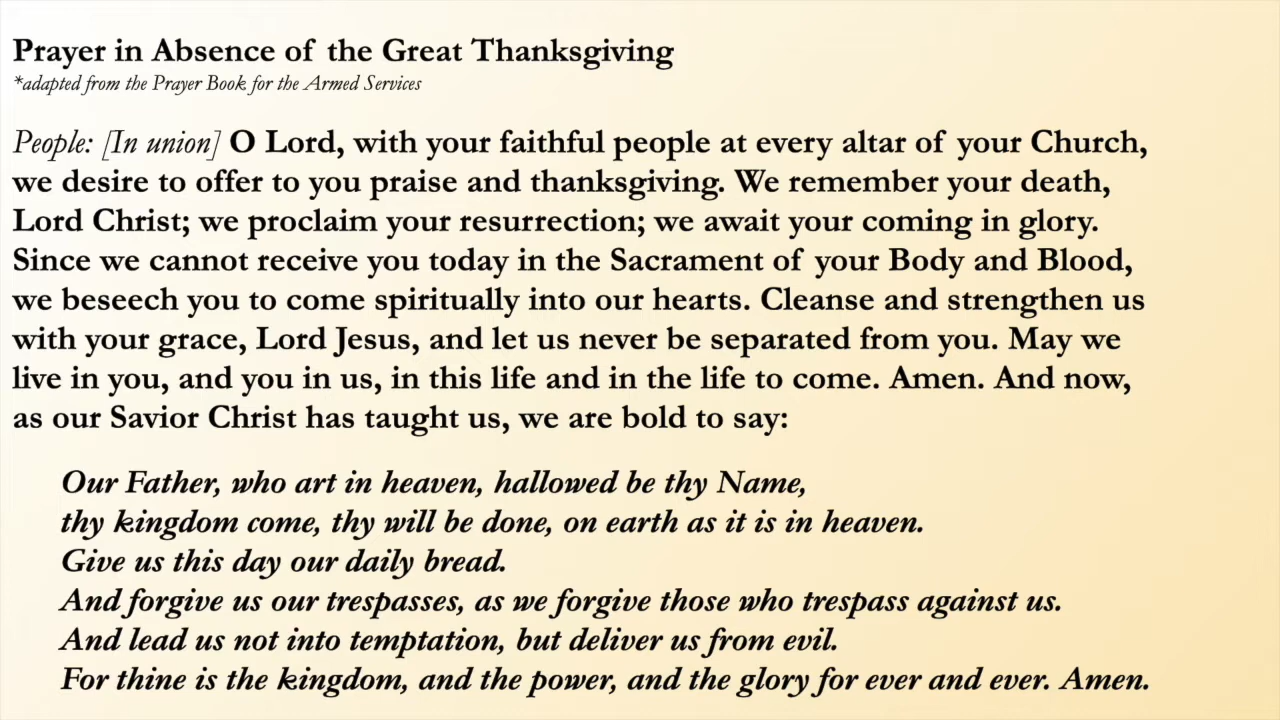 Prayer in Absence of the Great Thanksgiving
*adapted from the Prayer Book for the Armed Services
People: [In union] O Lord, with your faithful people at every altar of your Church,
we desire to offer to you praise and thanksgiving. We remember your death,
Lord Christ; we proclaim your resurrection; we await your coming in glory.
Since we cannot receive you today in the Sacrament of your Body and Blood,
we beseech you to come spiritually into our hearts. Cleanse and strengthen us
with your grace, Lord Jesus, and let us never be separated from you. May we
live in you, and you in us, in this life and in the life to come. Amen. And now,
as our Savior Christ has taught us, we are bold to say:
Our Father, who art in heaven, hallowed be thy Name,
thy kingdom come, thy will be done, on earth as it is in heaven.
Give us this day our daily bread.
And forgive us our trespasses, as we forgive those who trespass against us.
And lead us not into temptation, but deliver us from evil.
For thine is the kingdom, and the power, and the glory for ever and ever. Amen.